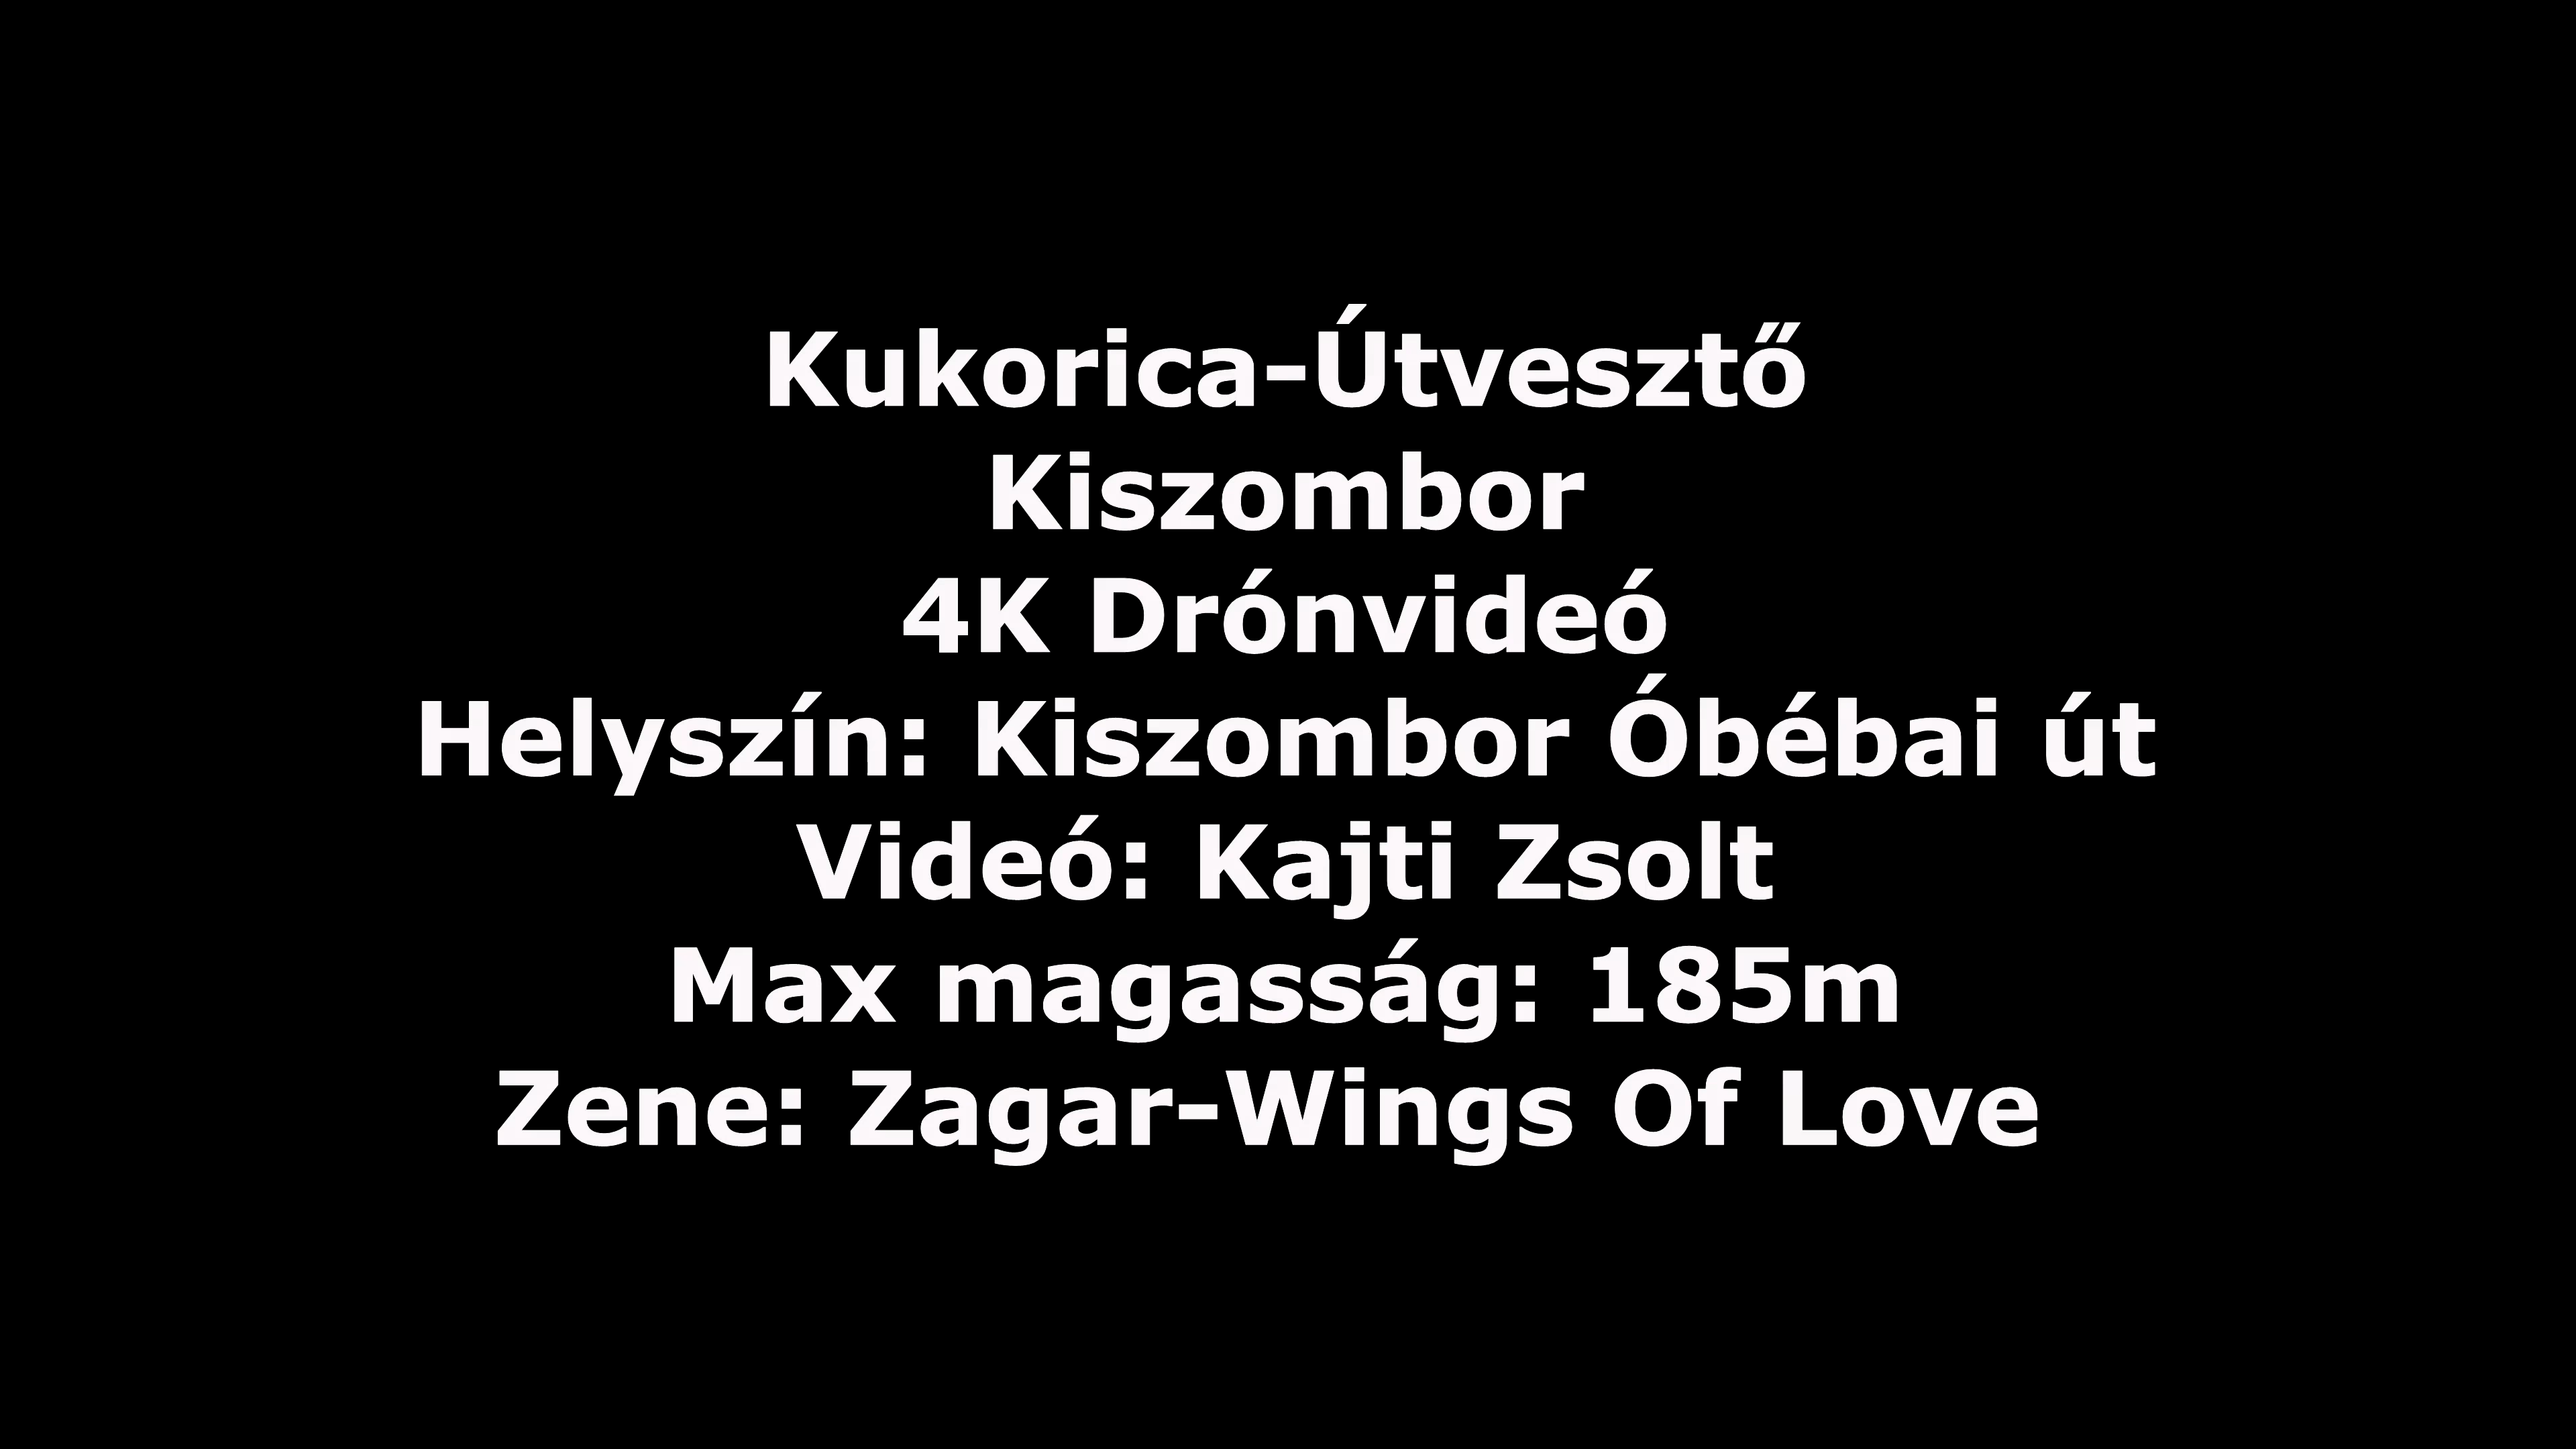 Kukorica-Útvesztő
Kiszombor
4K Drónvideó
Helyszín: Kiszombor Óbébai út
Videó: Kajti Zsolt
Max magasság: 185m
Zene: Zagar-Wings Of Love